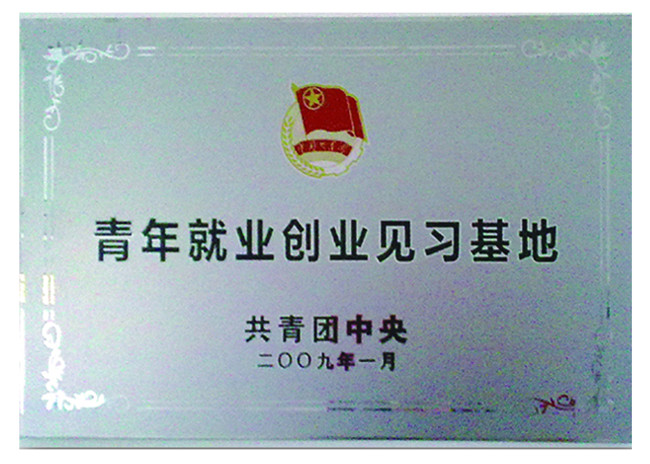 青年就业创业见习基地
共青团中央
二〇〇九年一月